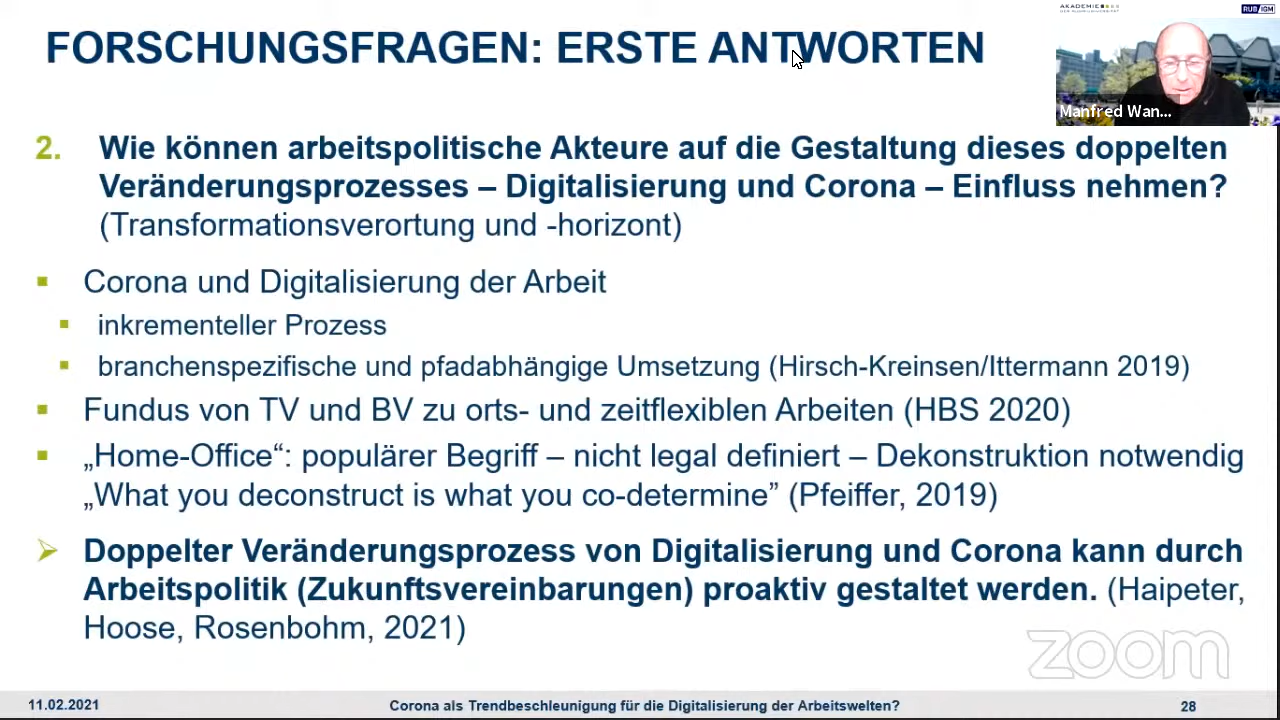 AKADEMIE
RUB/IGM
FORSCHUNGSFRAGEN: ERSTE ANTWORTEN
Manfred Wan...
2. Wie können arbeitspolitische Akteure auf die Gestaltung dieses doppelten
Veränderungsprozesses – Digitalisierung und Corona – Einfluss nehmen?
(Transformationsverortung und -horizont)
Corona und Digitalisierung der Arbeit
inkrementeller Prozess
branchenspezifische und pfadabhängige Umsetzung (Hirsch-Kreinsen/Ittermann 2019)
Fundus von TV und BV zu orts- und zeitflexiblen Arbeiten (HBS 2020)
„Home-Office“: populärer Begriff – nicht legal definiert – Dekonstruktion notwendig
„What you deconstruct is what you co-determine” (Pfeiffer, 2019)
Doppelter Veränderungsprozess von Digitalisierung und Corona kann durch
Arbeitspolitik (Zukunftsvereinbarungen) proaktiv gestaltet werden. (Haipeter,
Hoose, Rosenbohm, 2021)
zoom
11.02.2021
Corona als Trendbeschleunigung für die Digitalisierung der Arbeitswelten?
28